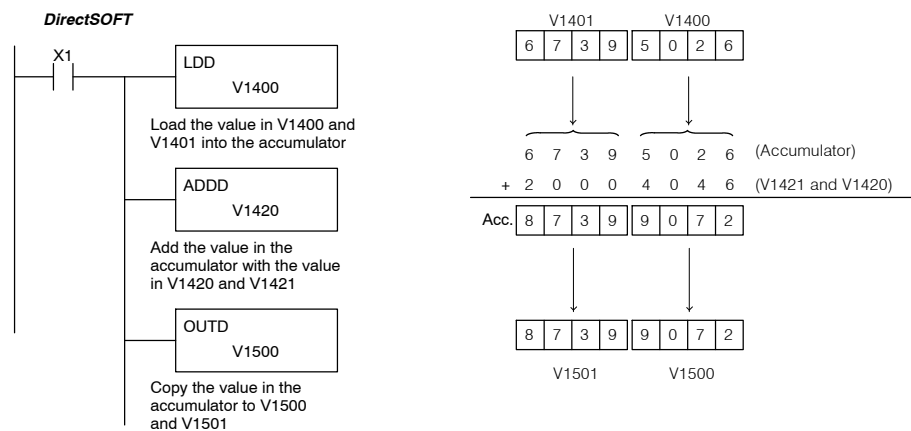 DirectSOFT
X1
LDD
V1400
Load the value in V1400 and
V1401 into the accumulator
ADDD
V1420
Add the value in the
accumulator with the value
in V1420 and V1421
OUTD
V1500
Copy the value in the
accumulator to V1500
and V1501
V1401 V1400
6 7 3 9 5 0 2 6
6 7 3 9 5 0 2 6 (Accumulator)
+ 2 0 0 0 4 0 4 6 (V1421 and V1420)
Acc. 8 7 3 9 9 0 7 2
8 7 3 9 9 0 7 2
V1501 V1500